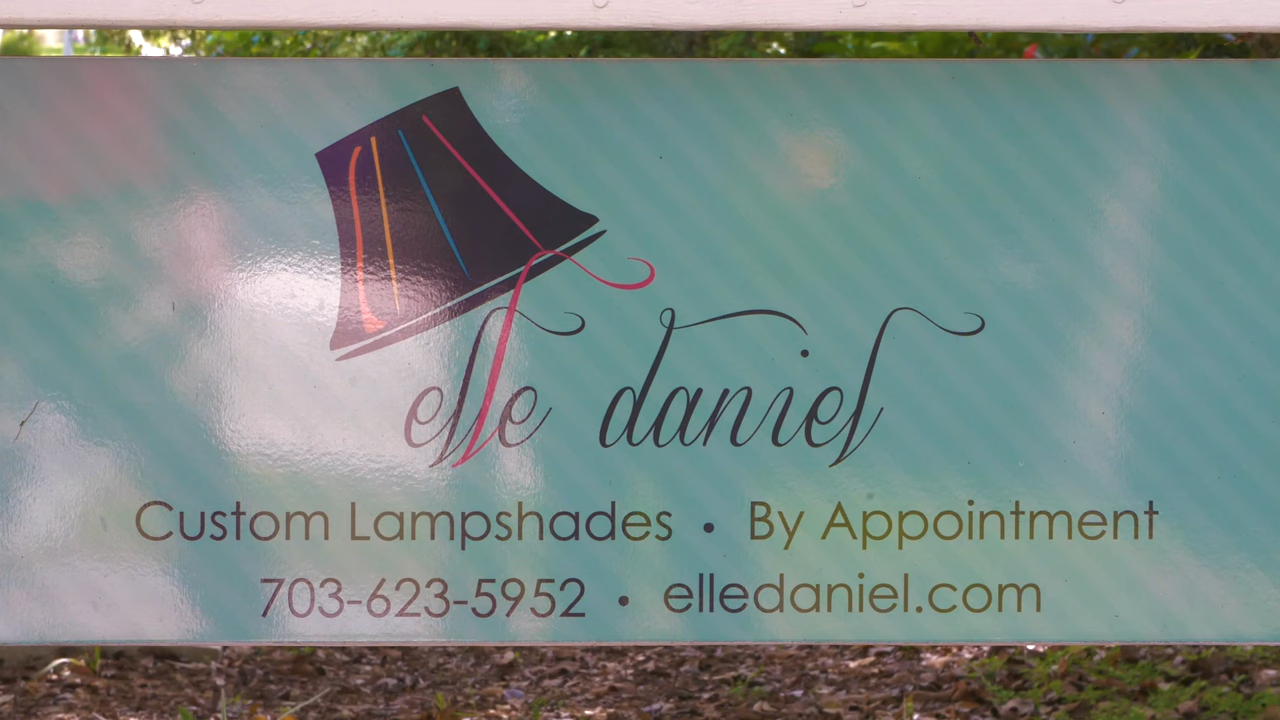 elle daniel
Custom Lampshades • By Appointment
703-623-5952 • elledaniel.com